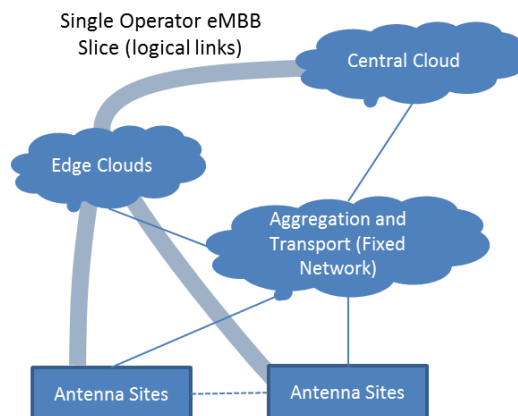 Single Operator eMBB
Slice (logical links)
Central Cloud
Edge Clouds
Aggregation and
Transport (Fixed
Network)
Antenna Sites
Antenna Sites